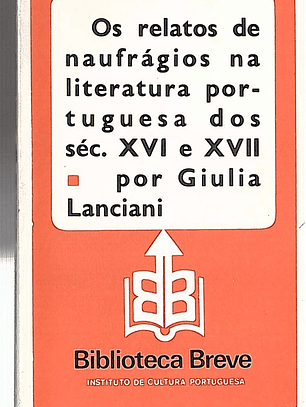 Os relatos de
naufrágios na
literatura por-
tuguesa dos
séc. XVI e XVII
por Giulia
Lanciani
BB
Biblioteca Breve
INSTITUTO DE CULTURA PORTUGUESA